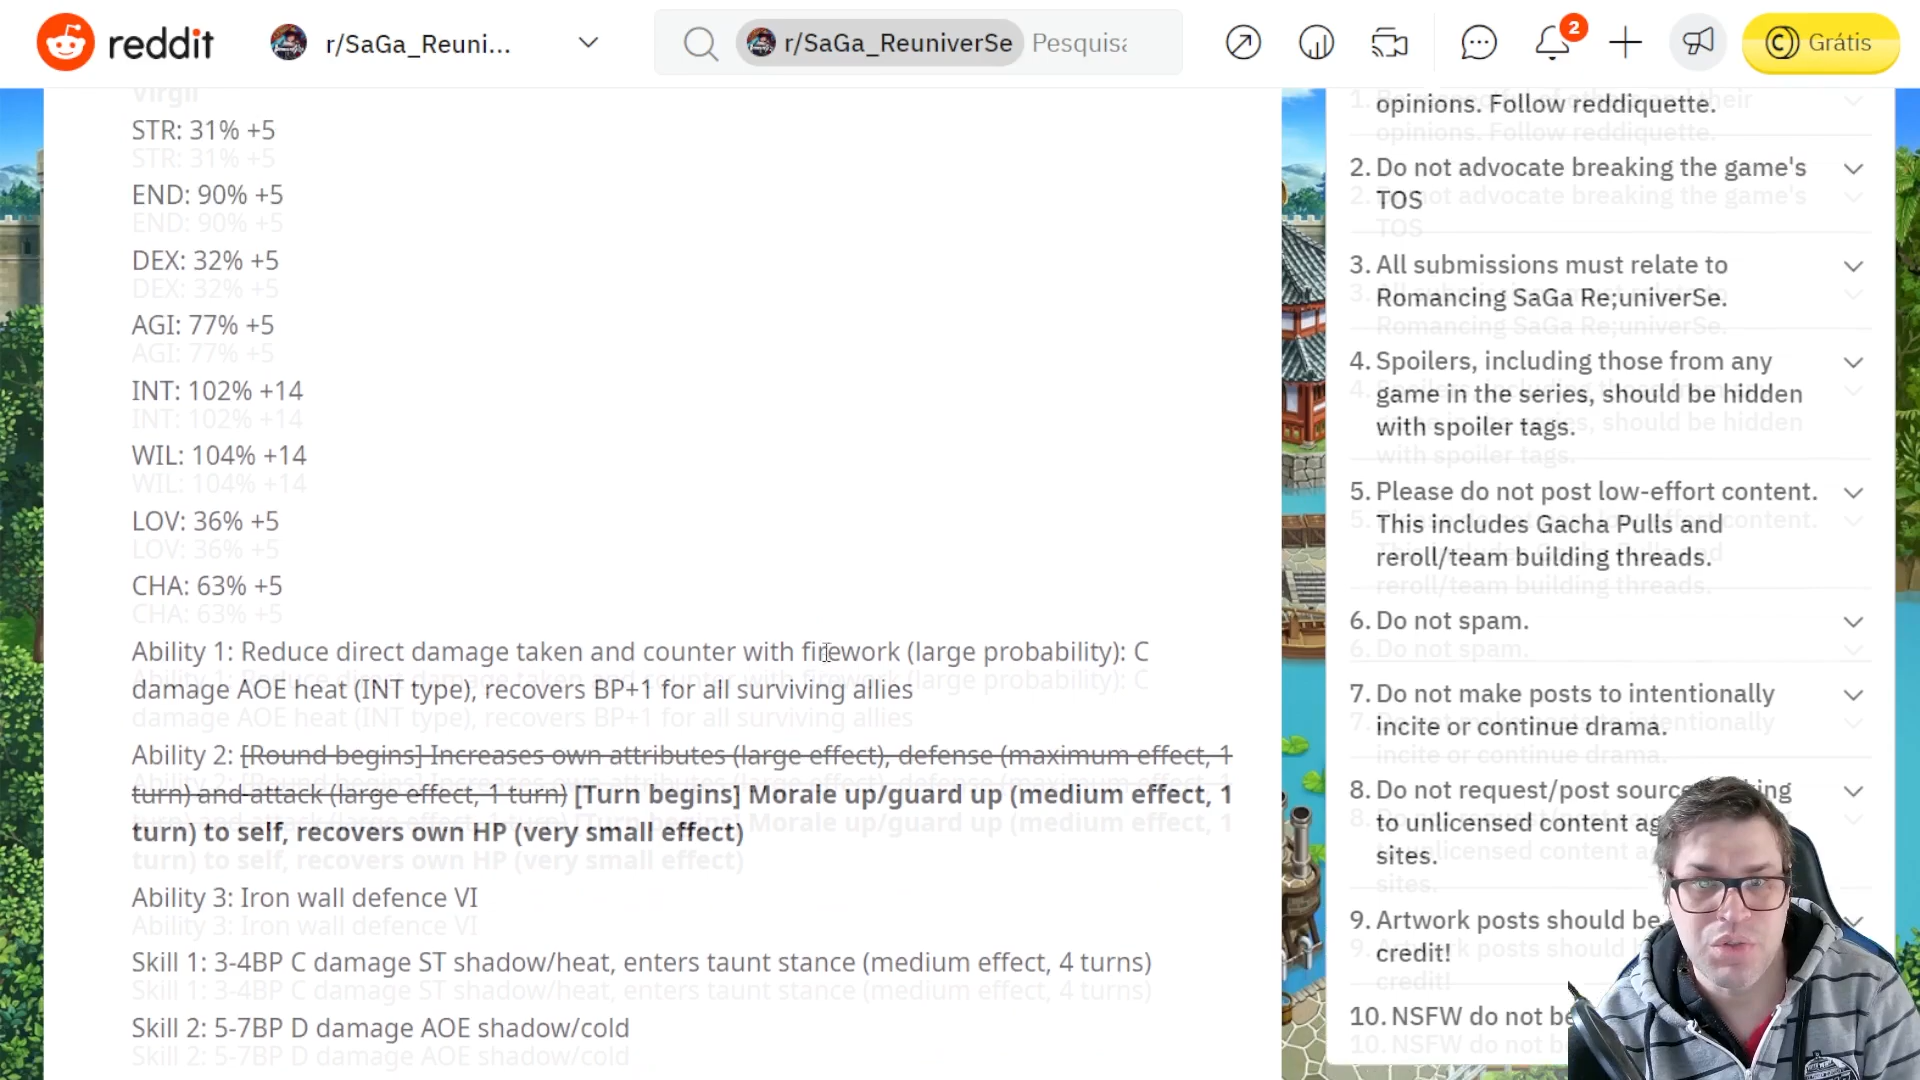 reddit
r/SaGa_Reuni...
r/SaGa_ReuniverSe
Pesquisa
2
Grátis
Virgil
STR: 31% +5
END: 90% +5
DEX: 32% +5
AGI: 77% +5
INT: 102% +14
WIL: 104% +14
LOV: 36% +5
CHA: 63% +5
Ability 1: Reduce direct damage taken and counter with firework (large probability): C
damage AOE heat (INT type), recovers BP+1 for all surviving allies
Ability 2: [Round begins] Increases own attributes (large effect), defense (maximum effect, 1
turn) and attack (large effect, 1 turn) [Turn begins] Morale up/guard up (medium effect, 1
turn) to self, recovers own HP (very small effect)
Ability 3: Iron wall defence VI
Skill 1: 3-4BP C damage ST shadow/heat, enters taunt stance (medium effect, 4 turns)
Skill 2: 5-7BP D damage AOE shadow/cold
opinions. Follow reddiquette.
2. Do not advocate breaking the game's
TOS
3. All submissions must relate to
Romancing SaGa Re;univerSe.
4. Spoilers, including those from any
game in the series, should be hidden
with spoiler tags.
5. Please do not post low-effort content.
This includes Gacha Pulls and
reroll/team building threads.
6. Do not spam.
7. Do not make posts to intentionally
incite or continue drama.
8. Do not request/post sourc king
to unlicensed content ag
sites.
9. Artwork posts should be
credit!
10. NSFW do not be